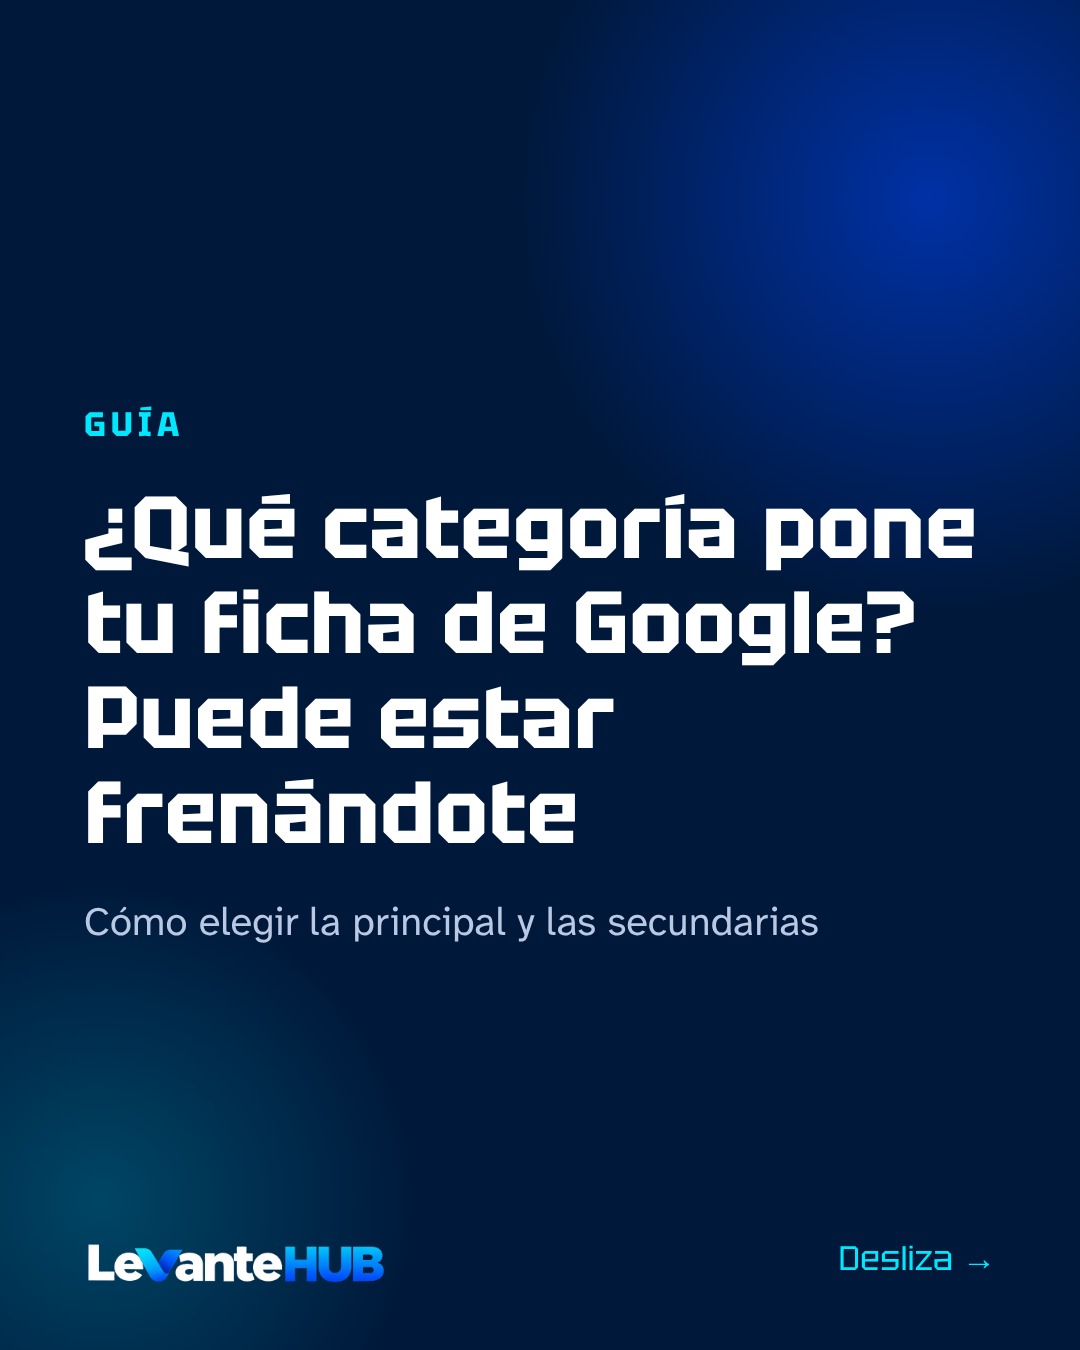 GUÍA
¿Qué categoría pone
tu ficha de Google?
Puede estar
frenándote
Cómo elegir la principal y las secundarias
LevanteHUB
Desliza →